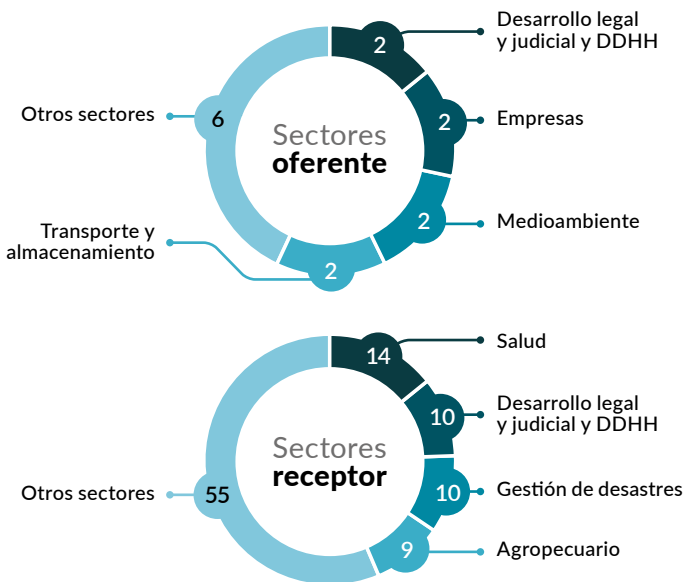 Desarrollo legal
y judicial y DDHH
2
Otros sectores
6
2
Empresas
Sectores
oferente
2
Medioambiente
Transporte y
almacenamiento
2
Salud
14
Desarrollo legal
y judicial y DDHH
10
Sectores
receptor
Otros sectores
55
10
Gestión de desastres
9
Agropecuario